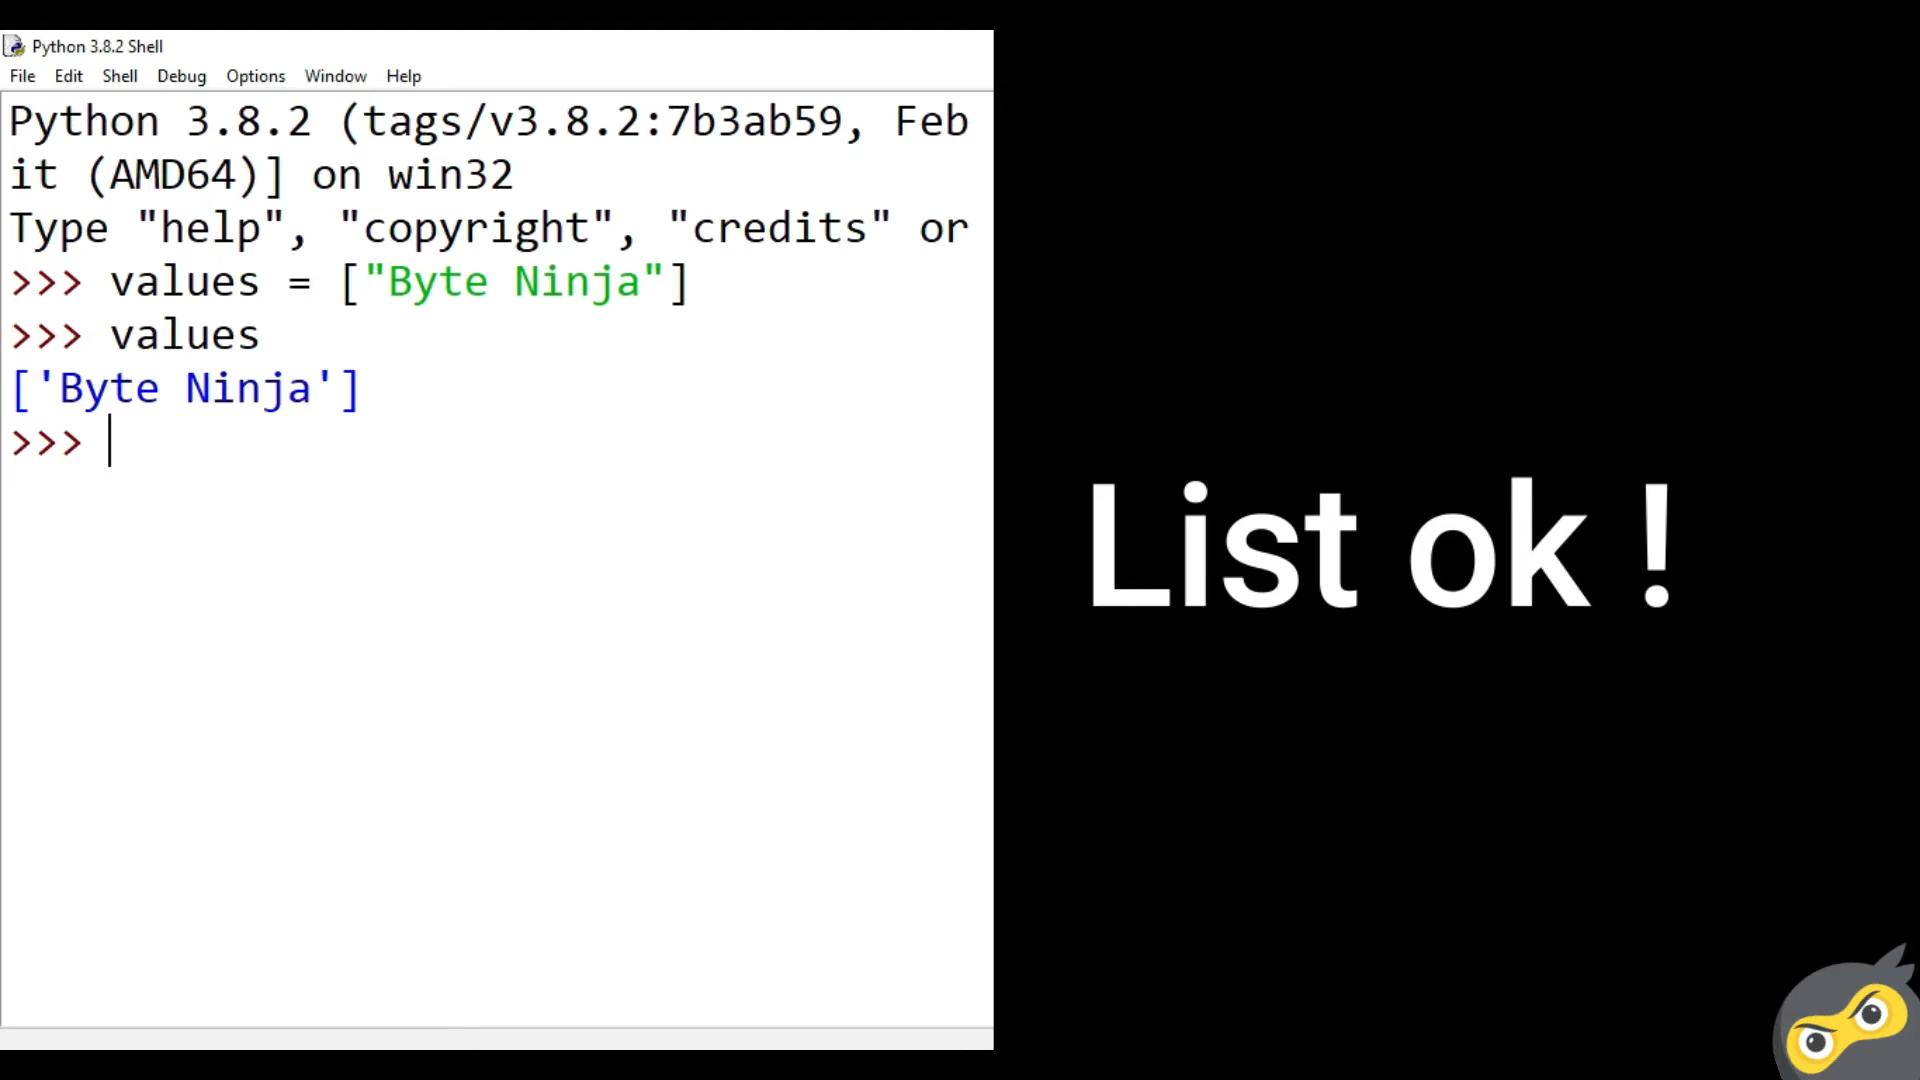 Python 3.8.2 Shell
File Edit Shell Debug Options Window Help
Python 3.8.2 (tags/v3.8.2:7b3ab59, Feb
it (AMD64)] on win32
Type "help", "copyright", "credits" or
>>> values = ["Byte Ninja"]
>>> values
['Byte Ninja']
>>>
List ok !